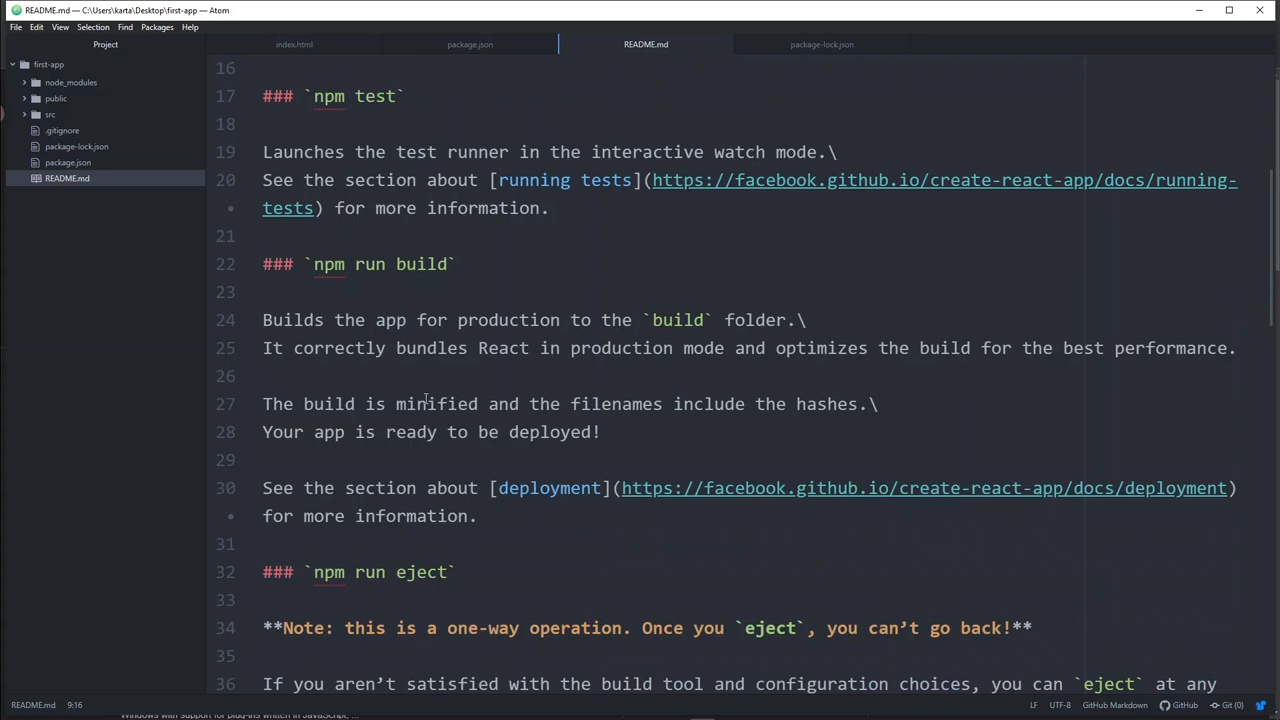 README.md — C:\Users\karta\Desktop\first-app — Atom
File Edit View Selection Find Packages Help
Project
index.html
package.json
README.md
package-lock.json
first-app
node_modules
public
src
.gitignore
package-lock.json
package.json
README.md
16
17 ### `npm test`
18
19 Launches the test runner in the interactive watch mode.\
20 See the section about [running tests](https://facebook.github.io/create-react-app/docs/running-
• tests) for more information.
21
22 ### `npm run build`
23
24 Builds the app for production to the `build` folder.\
25 It correctly bundles React in production mode and optimizes the build for the best performance.
26
27 The build is minified and the filenames include the hashes.\
28 Your app is ready to be deployed!
29
30 See the section about [deployment](https://facebook.github.io/create-react-app/docs/deployment)
• for more information.
31
32 ### `npm run eject`
33
34 **Note: this is a one-way operation. Once you `eject`, you can’t go back!**
35
36 If you aren’t satisfied with the build tool and configuration choices, you can `eject` at any
README.md 9:16 LF UTF-8 GitHub Markdown GitHub Git (0)
Windows with support for plug-ins written in JavaScript, ...